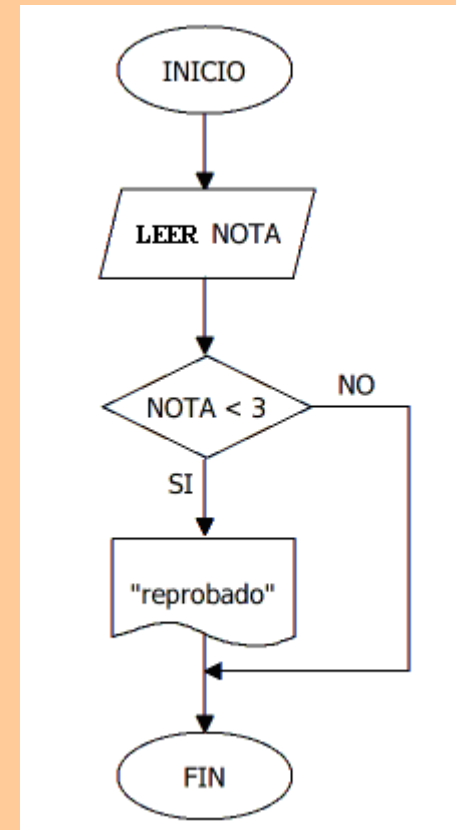 INICIO
LEER NOTA
NOTA < 3
NO
SI
"reprobado"
FIN